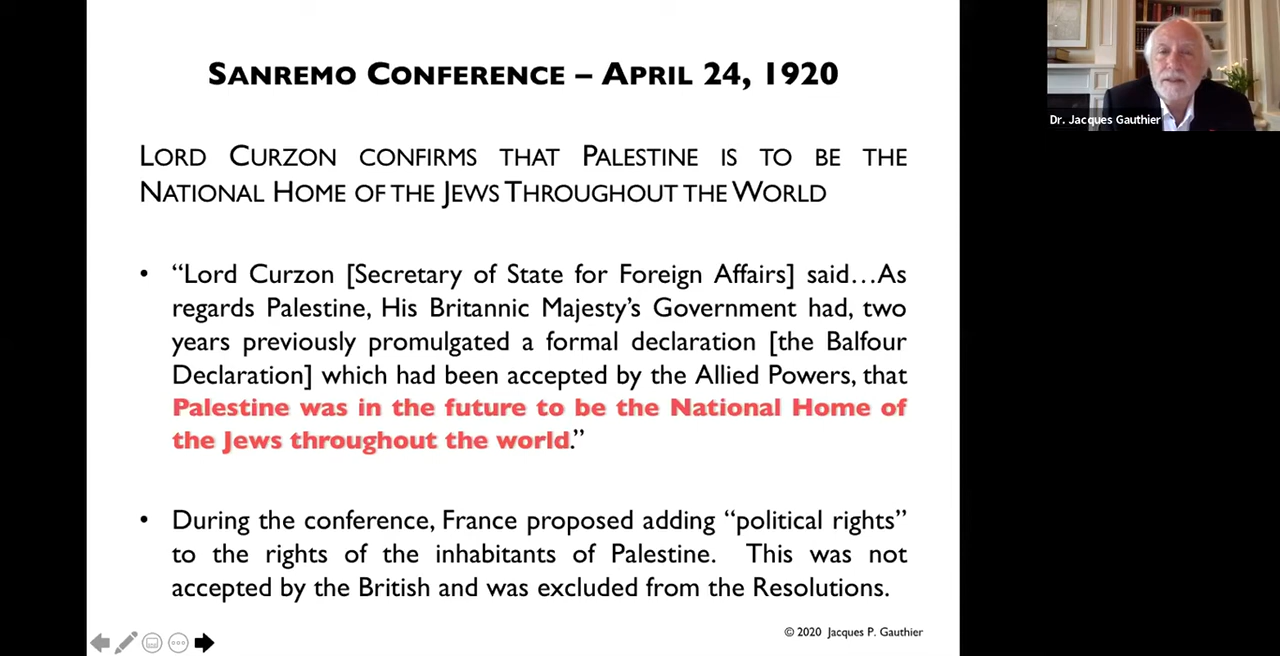 SANREMO CONFERENCE – APRIL 24, 1920
LORD CURZON CONFIRMS THAT PALESTINE IS TO BE THE
NATIONAL HOME OF THE JEWS THROUGHOUT THE WORLD
• “Lord Curzon [Secretary of State for Foreign Affairs] said…As
regards Palestine, His Britannic Majesty’s Government had, two
years previously promulgated a formal declaration [the Balfour
Declaration] which had been accepted by the Allied Powers, that
Palestine was in the future to be the National Home of
the Jews throughout the world.”
• During the conference, France proposed adding “political rights”
to the rights of the inhabitants of Palestine. This was not
accepted by the British and was excluded from the Resolutions.
© 2020 Jacques P. Gauthier
Dr. Jacques Gauthier